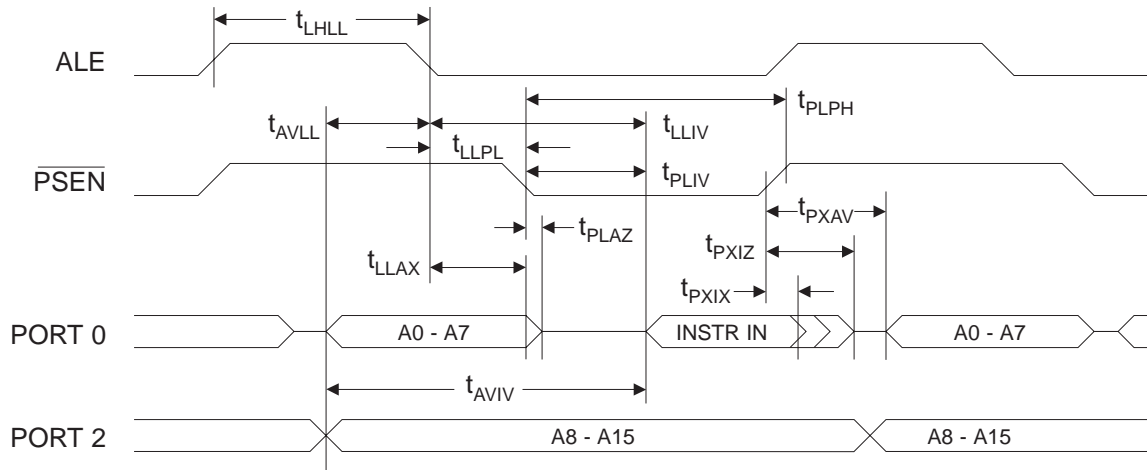 tLHLL
ALE
tPLPH
tAVLL
tLLIV
tLLPL
PSEN
tPLIV
tPXAV
tPLAZ
tPXIZ
tLLAX
tPXIX
PORT 0
A0 - A7
INSTR IN
A0 - A7
tAVIV
PORT 2
A8 - A15
A8 - A15